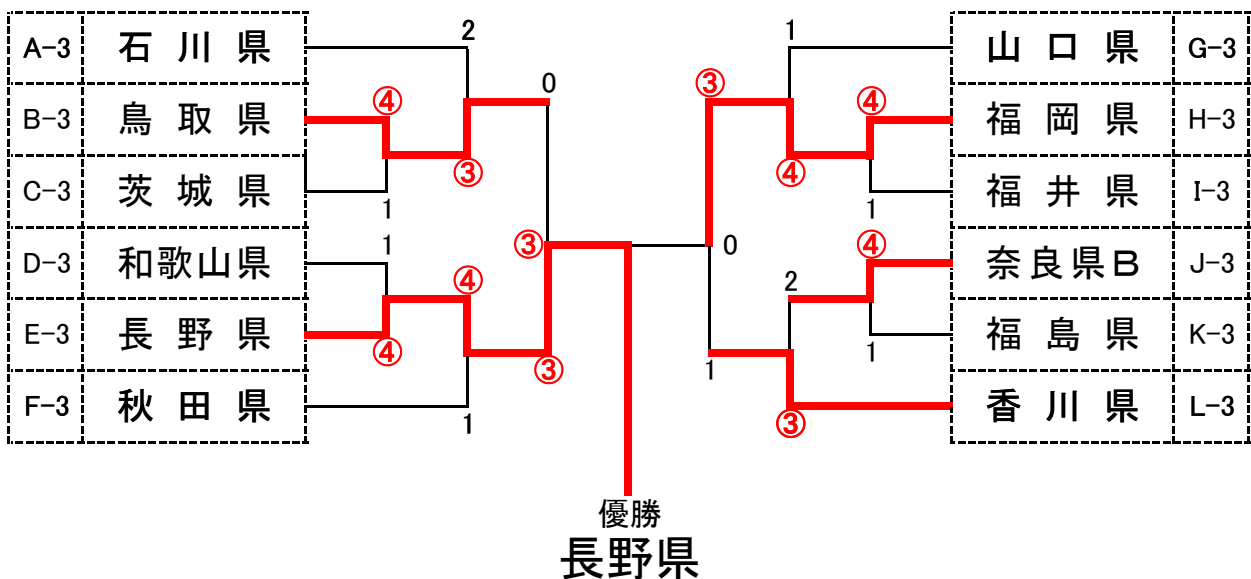 2
1
A-3 石川県
山口県 G-3
0
③
B-3 鳥取県
④
④
福岡県 H-3
③
④
C-3 茨城県
1
1
福井県 I-3
D-3 和歌山県
1
③
0
④
奈良県B J-3
④
2
E-3 長野県
④
③
1
1
福島県 K-3
F-3 秋田県
1
③
香川県 L-3
優勝
長野県